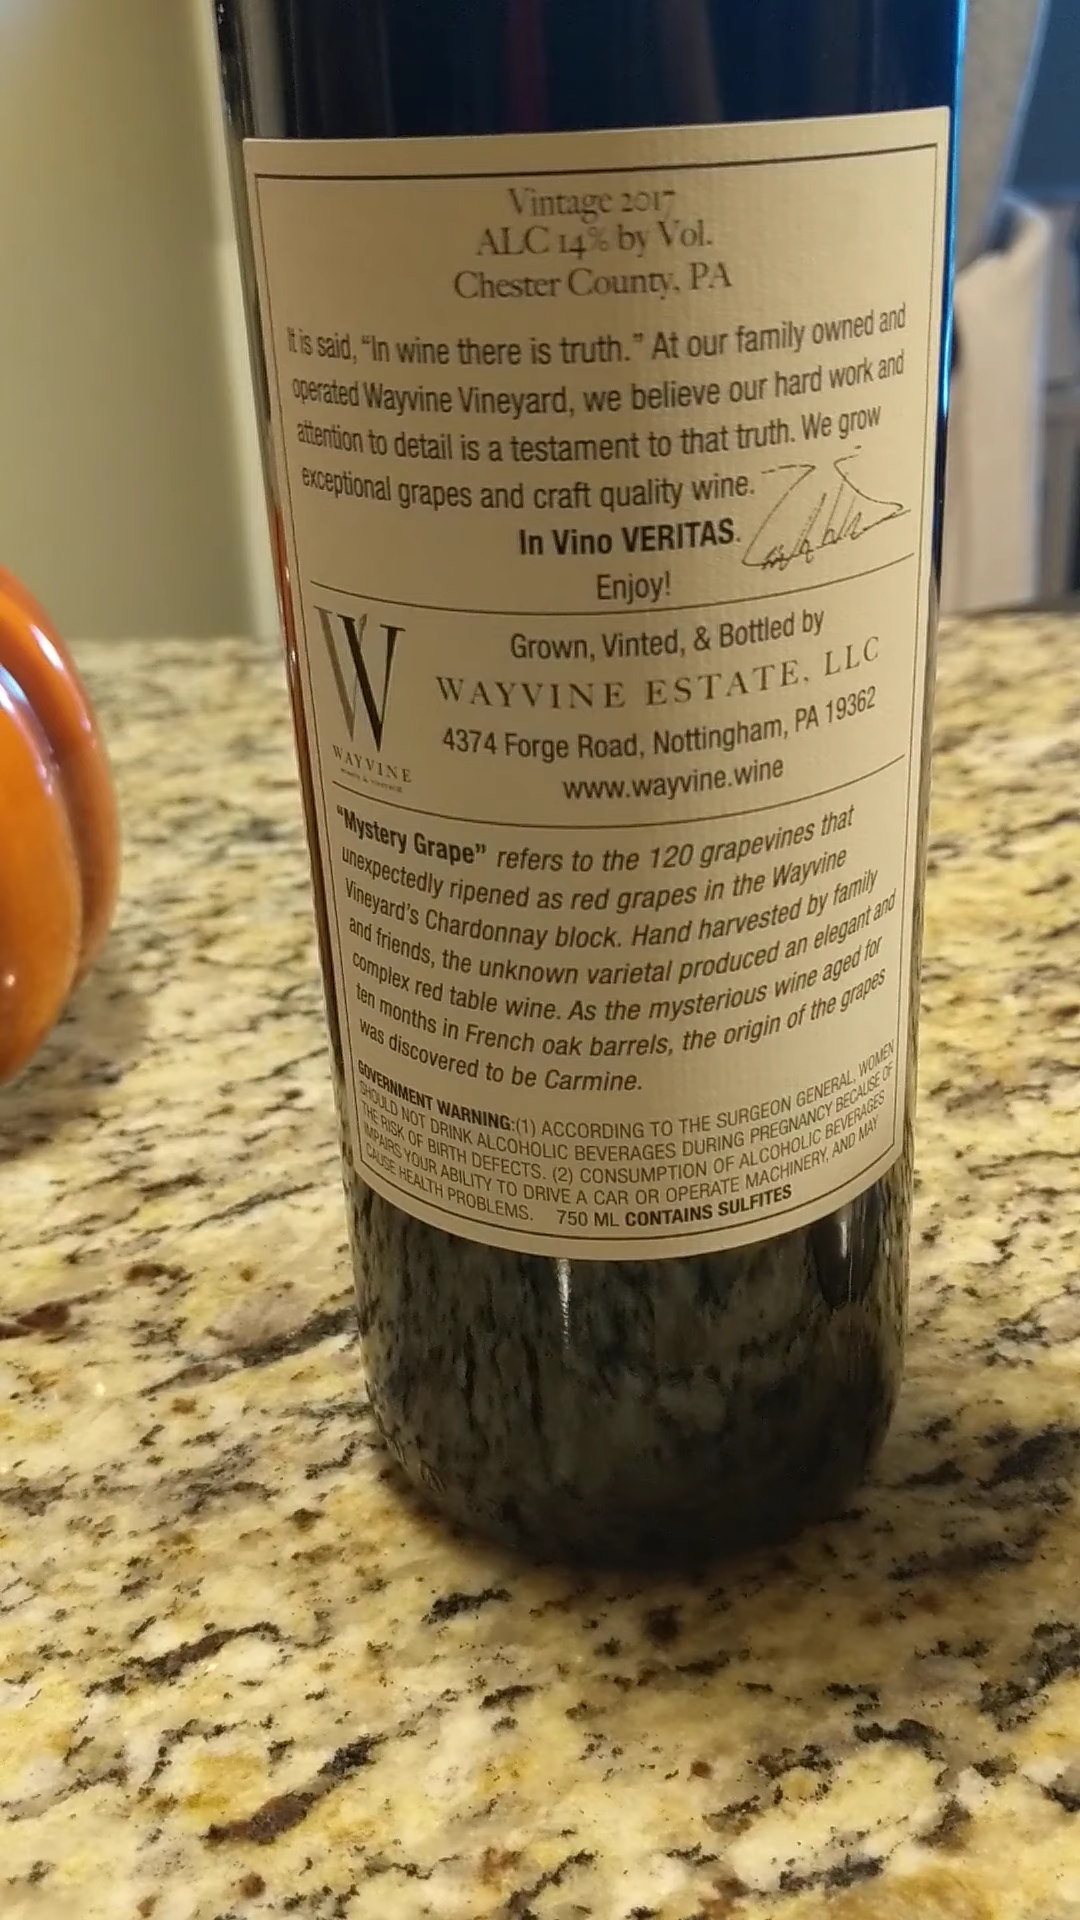 Vintage 2017
ALC 14% by Vol.
Chester County, PA
It is said, “In wine there is truth.” At our family owned and
operated Wayvine Vineyard, we believe our hard work and
attention to detail is a testament to that truth. We grow
exceptional grapes and craft quality wine.
In Vino VERITAS.
Enjoy!
Grown, Vinted, & Bottled by
WAYVINE ESTATE, LLC
4374 Forge Road, Nottingham, PA 19362
www.wayvine.wine
W
WAYVINE
“Mystery Grape” refers to the 120 grapevines that
unexpectedly ripened as red grapes in the Wayvine
Vineyard’s Chardonnay block. Hand harvested by family
and friends, the unknown varietal produced an elegant and
complex red table wine. As the mysterious wine aged for
ten months in French oak barrels, the origin of the grapes
was discovered to be Carmine.
GOVERNMENT WARNING:(1) ACCORDING TO THE SURGEON GENERAL, WOMEN
SHOULD NOT DRINK ALCOHOLIC BEVERAGES DURING PREGNANCY BECAUSE OF
THE RISK OF BIRTH DEFECTS. (2) CONSUMPTION OF ALCOHOLIC BEVERAGES
IMPAIRS YOUR ABILITY TO DRIVE A CAR OR OPERATE MACHINERY, AND MAY
CAUSE HEALTH PROBLEMS. 750 ML CONTAINS SULFITES